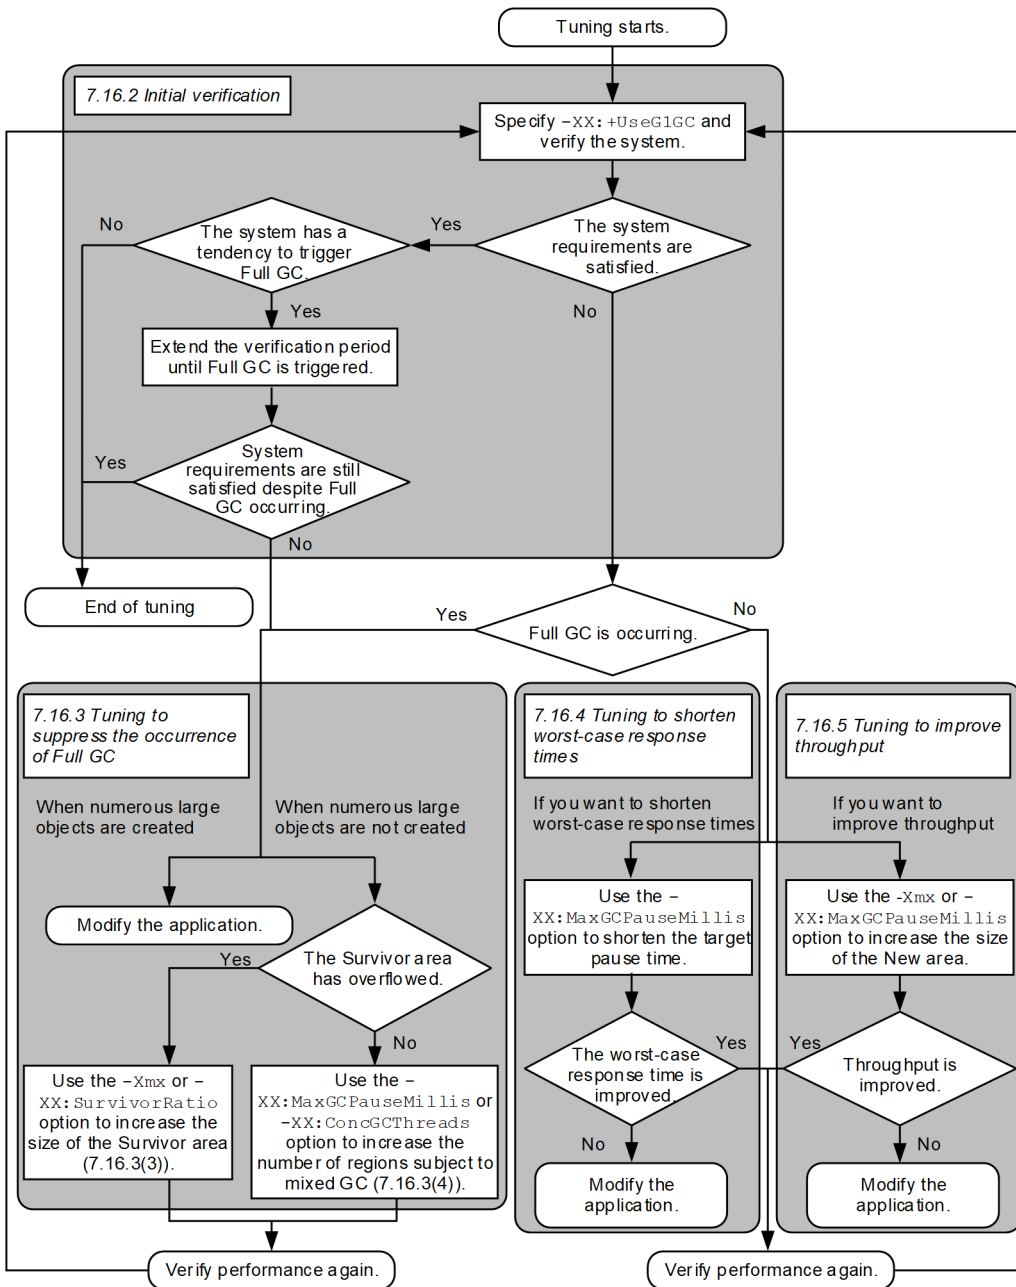 Tuning starts.
7.16.2 Initial verification
Specify -XX:+UseG1GC and
verify the system.
No
The system has a
tendency to trigger
Full GC.
Yes
The system
requirements are
satisfied.
Yes
No
Extend the verification period
until Full GC is triggered.
Yes
System
requirements are still
satisfied despite Full
GC occurring.
No
End of tuning
Yes
Full GC is occurring.
No
7.16.3 Tuning to
suppress the occurrence
of Full GC
When numerous large
objects are created
When numerous large
objects are not created
Modify the application.
Yes
The Survivor area
has overflowed.
No
Use the -Xmx or -
XX:SurvivorRatio
option to increase the
size of the Survivor area
(7.16.3(3)).
Use the -
XX:MaxGCPauseMillis or
-XX:ConcGCThreads
option to increase the
number of regions subject to
mixed GC (7.16.3(4)).
Verify performance again.
7.16.4 Tuning to shorten
worst-case response
times
If you want to shorten
worst-case response times
Use the -
XX:MaxGCPauseMillis
option to shorten the target
pause time.
The worst-case
response time is
improved.
Yes
No
Modify the
application.
7.16.5 Tuning to improve
throughput
If you want to
improve throughput
Use the -Xmx or -
XX:MaxGCPauseMillis
option to increase the size
of the New area.
Yes
Throughput is
improved.
No
Modify the
application.
Verify performance again.